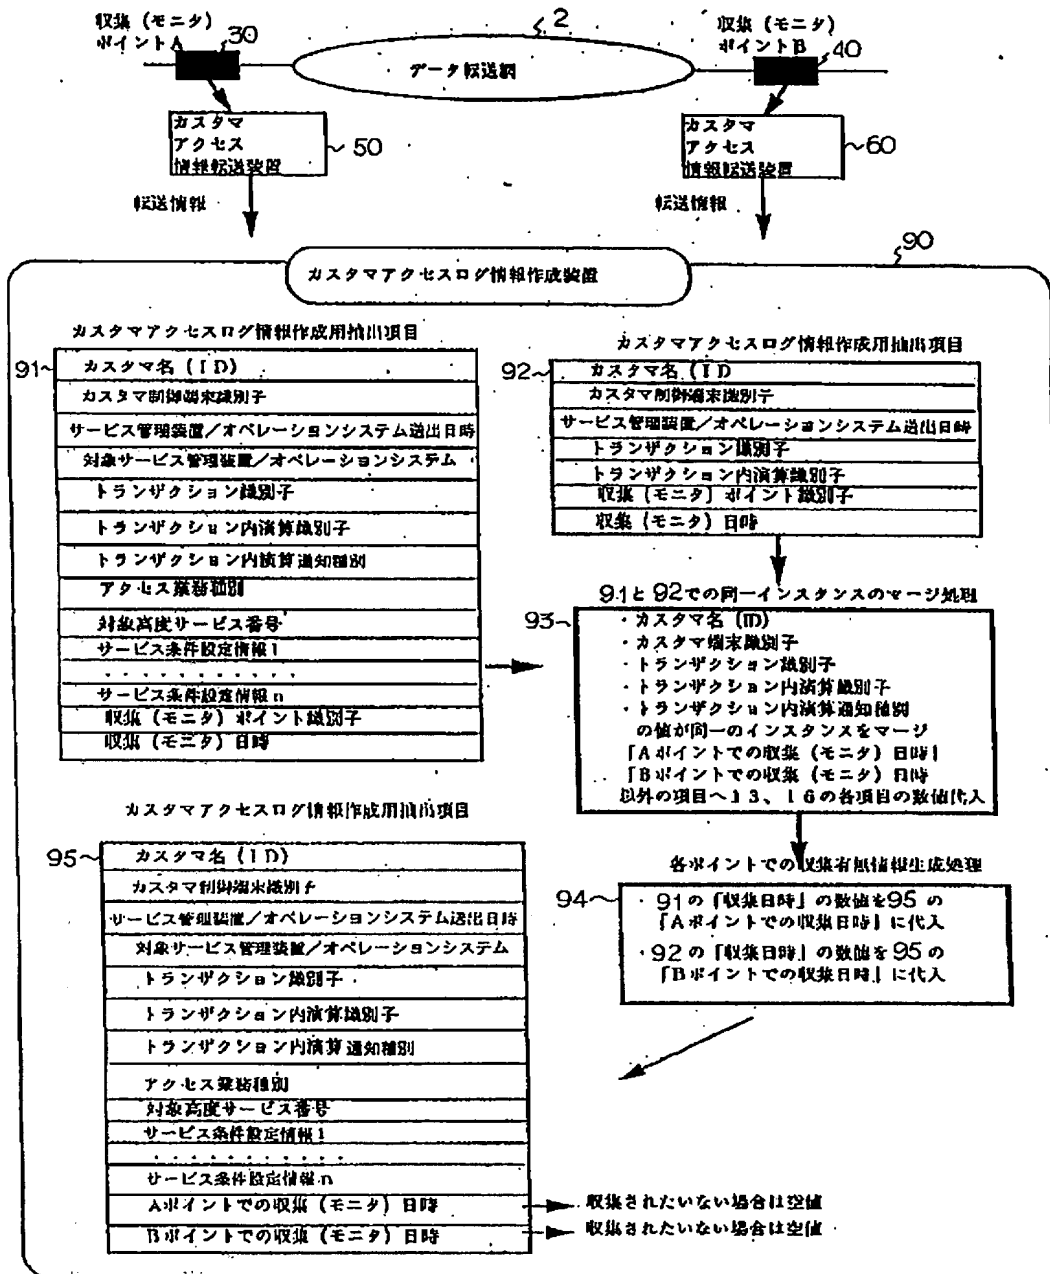 収集（モニタ）
ポイントA
30
2
データ転送網
収集（モニタ）
ポイントB
40
カスタマ
アクセス
情報転送装置
50
カスタマ
アクセス
情報転送装置
60
転送情報
転送情報
90
カスタマアクセスログ情報作成装置
カスタマアクセスログ情報作成用抽出項目
91
カスタマ名（ID）
カスタマ制御端末識別子
サービス管理装置／オペレーションシステム送出日時
対象サービス管理装置／オペレーションシステム
トランザクション識別子
トランザクション内演算識別子
トランザクション内演算通知種別
アクセス業務種別
対象高度サービス番号
サービス条件設定情報1
・・・・・・・・・・・
サービス条件設定情報n
収集（モニタ）ポイント識別子
収集（モニタ）日時
カスタマアクセスログ情報作成用抽出項目
92
カスタマ名（ID
カスタマ制御端末識別子
サービス管理装置／オペレーションシステム送出日時
トランザクション識別子
トランザクション内演算識別子
収集（モニタ）ポイント識別子
収集（モニタ）日時
91と92での同一インスタンスのマージ処理
93
・カスタマ名（ID）
・カスタマ端末識別子
・トランザクション識別子
・トランザクション内演算識別子
・トランザクション内演算通知種別
の値が同一のインスタンスをマージ
「Aポイントでの収集（モニタ）日時」
「Bポイントでの収集（モニタ）日時
以外の項目へ13、16の各項目の数値代入
各ポイントでの収集有無情報生成処理
94
・91の「収集日時」の数値を95の
「Aポイントでの収集日時」に代入
・92の「収集日時」の数値を95の
「Bポイントでの収集日時」に代入
カスタマアクセスログ情報作成用抽出項目
95
カスタマ名（ID）
カスタマ制御端末識別子
サービス管理装置／オペレーションシステム送出日時
対象サービス管理装置／オペレーションシステム
トランザクション識別子
トランザクション内演算識別子
トランザクション内演算通知種別
アクセス業務種別
対象高度サービス番号
サービス条件設定情報1
・・・・・・・・・・・
サービス条件設定情報n
Aポイントでの収集（モニタ）日時
収集されたいない場合は空値
Bポイントでの収集（モニタ）日時
収集されたいない場合は空値